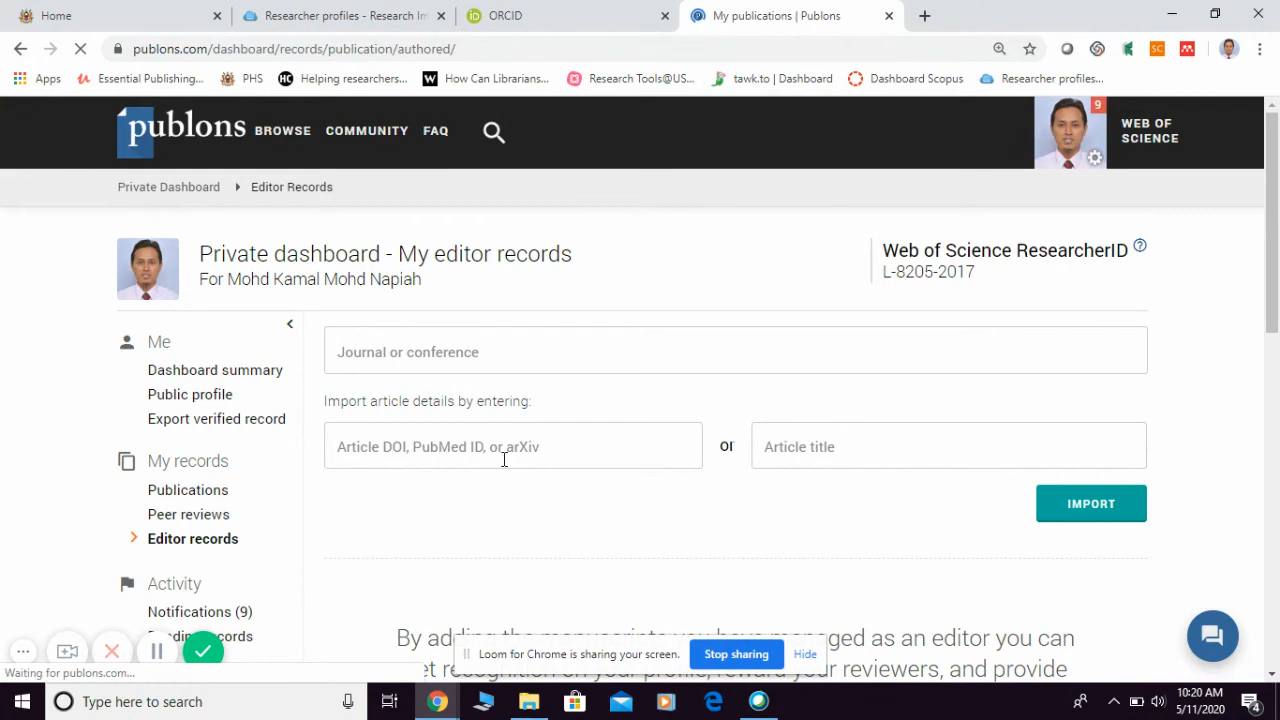 Home
Researcher profiles - Research Im
ORCID
My publications | Publons
publons.com/dashboard/records/publication/authored/
Apps
Essential Publishing...
PHS
Helping researchers...
How Can Librarians...
Research Tools@US...
tawk.to | Dashboard
Dashboard Scopus
Researcher profiles...
publons
BROWSE
COMMUNITY
FAQ
9
WEB OF
SCIENCE
Private Dashboard
Editor Records
Private dashboard - My editor records
For Mohd Kamal Mohd Napiah
Web of Science ResearcherID
L-8205-2017
Me
Dashboard summary
Public profile
Export verified record
My records
Publications
Peer reviews
Editor records
Activity
Notifications (9)
Journal or conference
Import article details by entering:
Article DOI, PubMed ID, or arXiv
or
Article title
IMPORT
By adding the manuscripts you have managed as an editor you can
recognition on your profile, reward your reviewers, and provide
Loom for Chrome is sharing your screen.
Stop sharing
Hide
Waiting for publons.com...
Type here to search
10:20 AM
5/11/2020
4